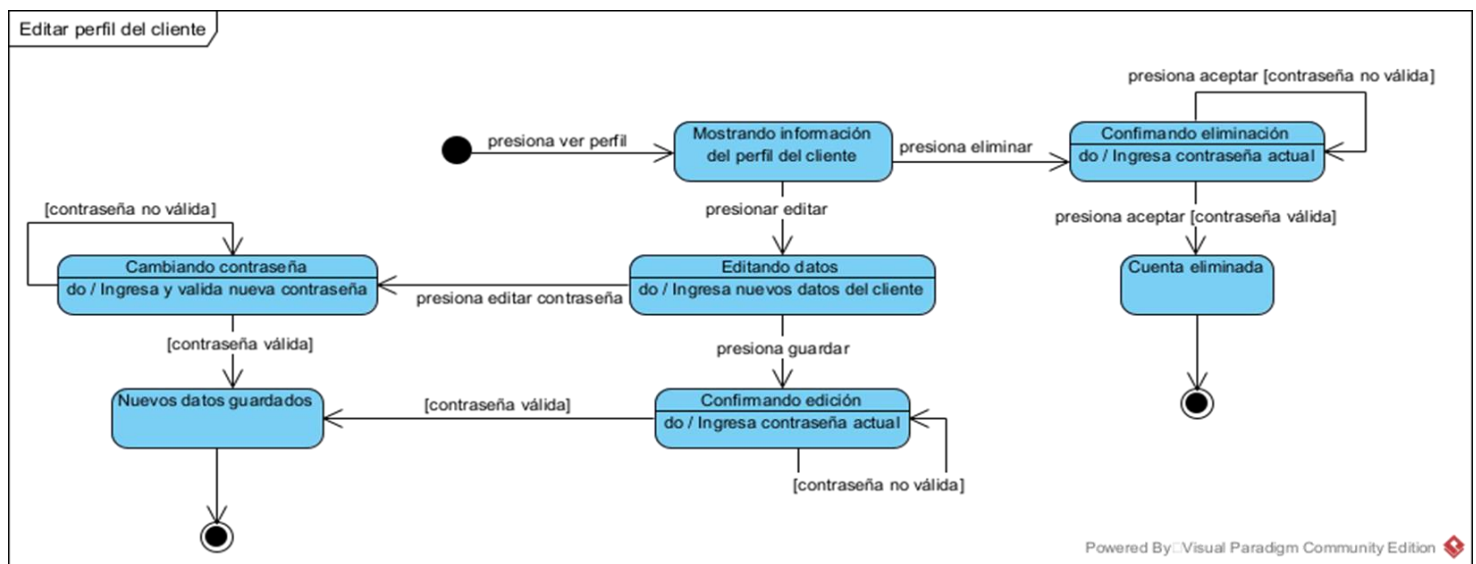 Editar perfil del cliente
presiona aceptar [contraseña no válida]
presiona ver perfil
Mostrando información
del perfil del cliente
presiona eliminar
Confimando eliminación
do / Ingresa contraseña actual
presionar editar
presiona aceptar [contraseña válida]
[contraseña no válida]
Cambiando contraseña
do / Ingresa y valida nueva contraseña
presiona editar contraseña
Editando datos
do / Ingresa nuevos datos del cliente
Cuenta eliminada
[contraseña válida]
presiona guardar
Nuevos datos guardados
[contraseña válida]
Confirmando edición
do / Ingresa contraseña actual
[contraseña no válida]
Powered By Visual Paradigm Community Edition